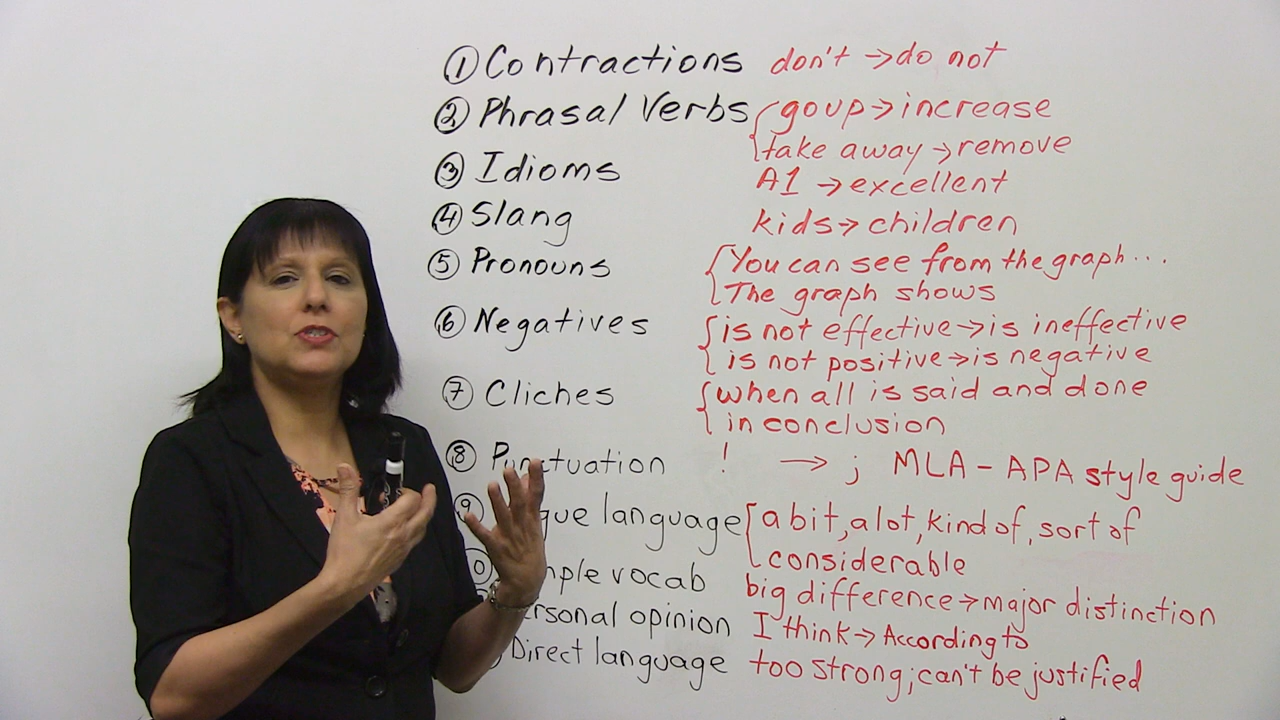 ① Contractions don't → do not
② Phrasal Verbs go up → increase
take away → remove
③ Idioms A1 → excellent
④ Slang kids → children
⑤ Pronouns You can see from the graph...
The graph shows
⑥ Negatives is not effective → is ineffective
is not positive → is negative
⑦ Cliches when all is said and done
in conclusion
⑧ Punctuation ! → ; MLA - APA style guide
⑨ language a bit, a lot, kind of, sort of
considerable
vocab big difference → major distinction
opinion I think → According to
Direct language too strong; can't be justified